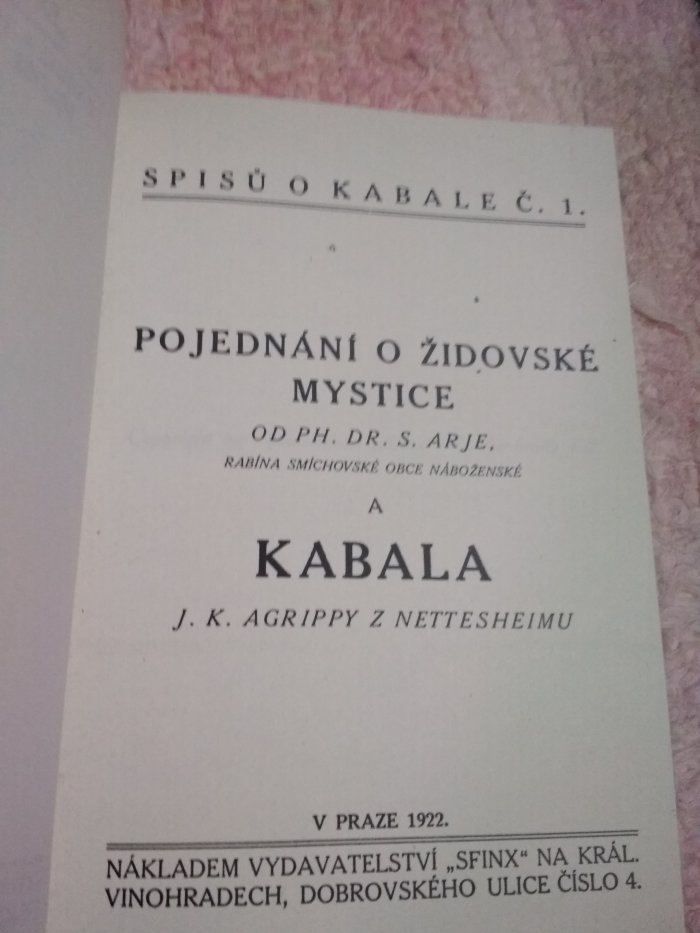 SPISŮ O KABALE Č. 1.
POJEDNÁNÍ O ŽIDOVSKÉ
MYSTICE
OD PH. DR. S. ARJE,
RABÍNA SMÍCHOVSKÉ OBCE NÁBOŽENSKÉ
A
KABALA
J. K. AGRIPPY Z NETTESHEIMU
V PRAZE 1922.
NÁKLADEM VYDAVATELSTVÍ „SFINX“ NA KRÁL.
VINOHRADECH, DOBROVSKÉHO ULICE ČÍSLO 4.